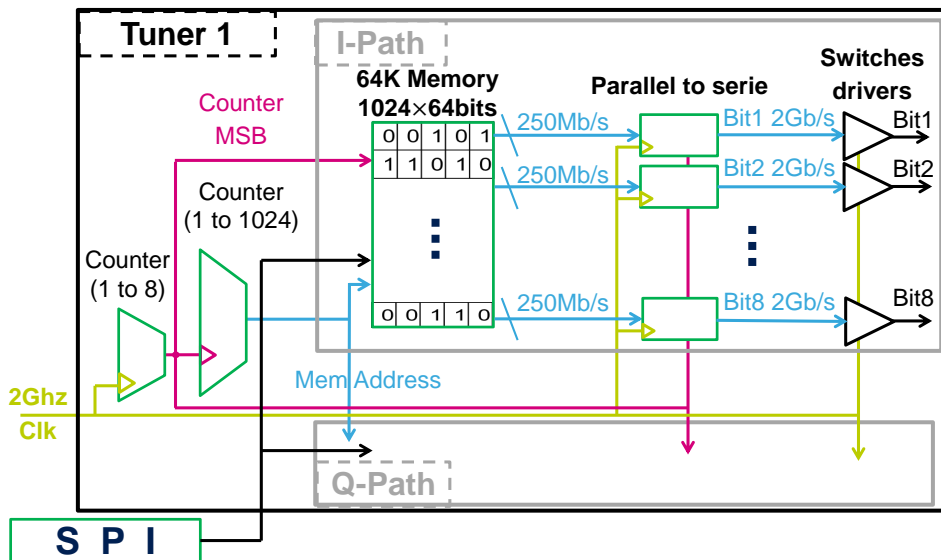 Tuner 1
I-Path
64K Memory
1024×64bits
Parallel to serie
Switches
drivers
Counter
MSB
Counter
(1 to 1024)
Counter
(1 to 8)
0 0 1 0 1
1 1 0 1 0
0 0 1 1 0
250Mb/s
Bit1 2Gb/s
Bit1
250Mb/s
Bit2 2Gb/s
Bit2
250Mb/s
Bit8 2Gb/s
Bit8
Mem Address
2Ghz
Clk
Q-Path
S P I